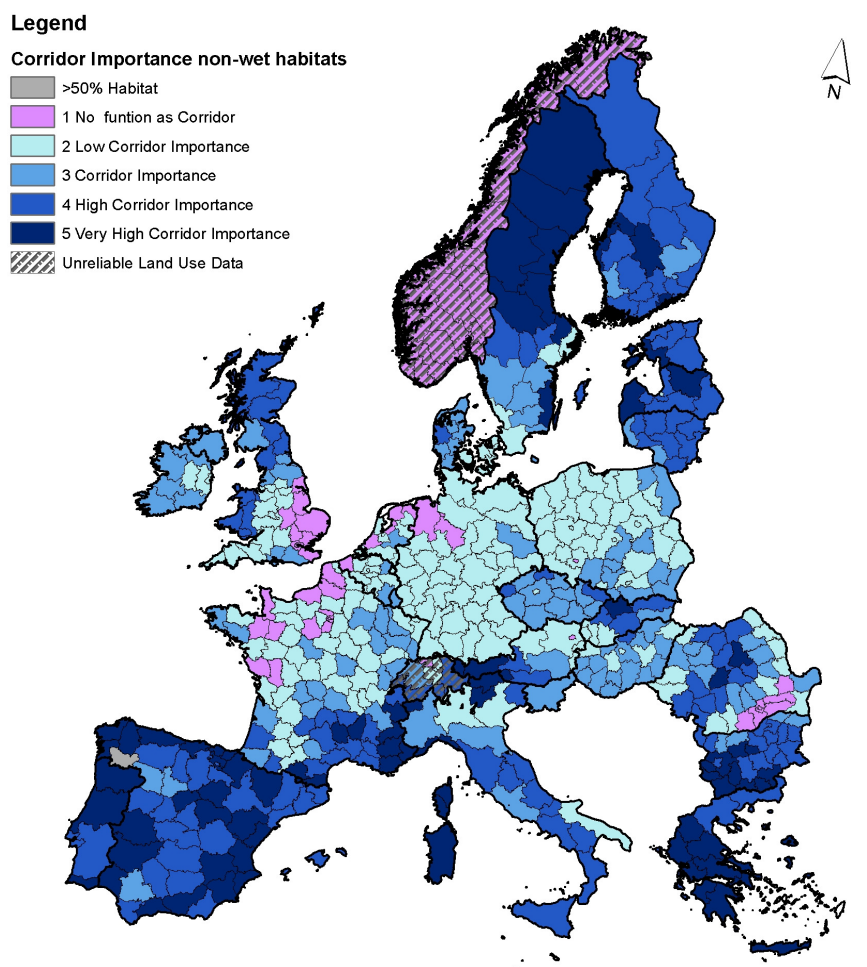 Legend
Corridor Importance non-wet habitats
>50% Habitat
1 No  funtion as Corridor
2 Low Corridor Importance
3 Corridor Importance
4 High Corridor Importance
5 Very High Corridor Importance
Unreliable Land Use Data
N